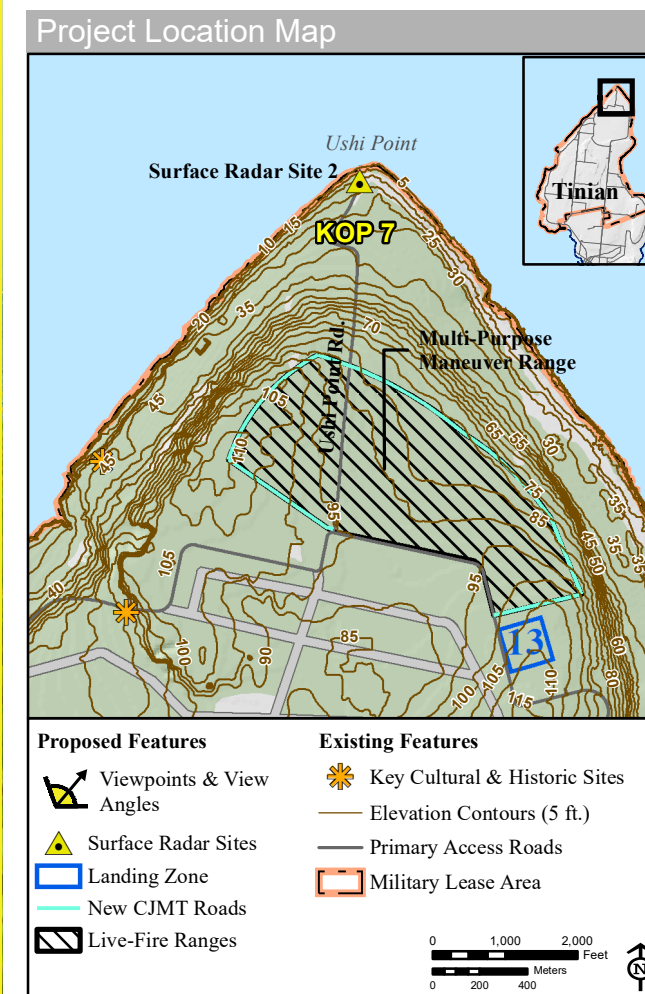 Project Location Map
Ushi Point
Surface Radar Site 2
Tinian
KOP 7
5
15
10
25
30
20
35
70
Multi-Purpose
Maneuver Range
Ushi Point Rd.
105
45
110
65
55
30
45
75
35
85
95
45
50
35
35
105
40
95
13
100
90
85
105
110
60
100
115
80
Proposed Features
Viewpoints & View
Angles
Surface Radar Sites
Landing Zone
New CJMT Roads
Live-Fire Ranges
Existing Features
Key Cultural & Historic Sites
Elevation Contours (5 ft.)
Primary Access Roads
Military Lease Area
0 1,000 2,000
Feet
Meters
0 200 400
N